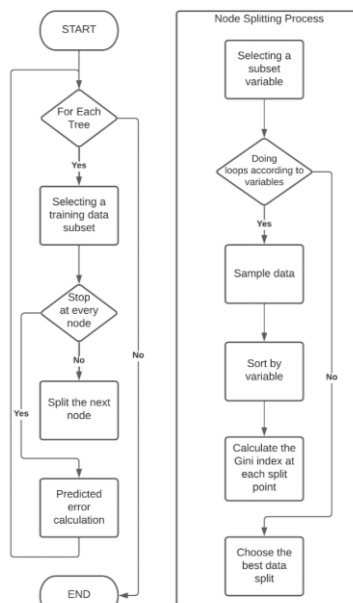 START
For Each
Tree
Yes
Selecting a
training data
subset
Stop
at every
node
No
No
Split the next
node
Yes
Predicted
error
calculation
END
Node Splitting Process
Selecting a
subset
variable
Doing
loops according to
variables
Yes
Sample data
Sort by
variable
No
Calculate the
Gini index at
each split
point
Choose the
best data
split